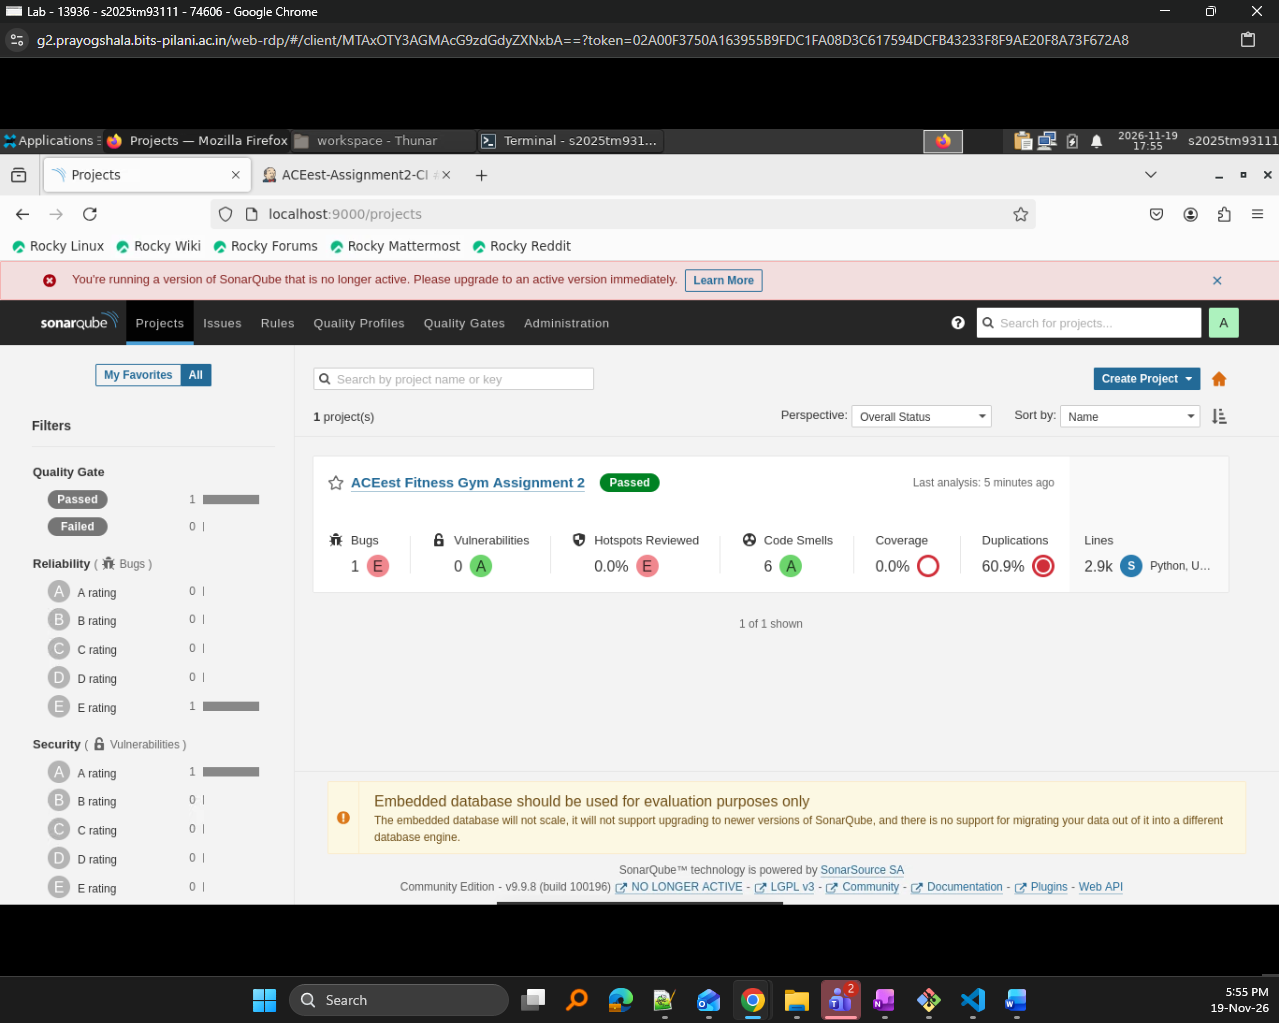 Lab - 13936 - s2025tm93111 - 74606 - Google Chrome
g2.prayogshala.bits-pilani.ac.in/web-rdp/#/client/MTAxOTY3AGMAcG9zdGdyZXNxbA==?token=02A00F3750A163955B9FDC1FA08D3C617594DCFB43233F8F9AE20F8A73F672A8
Applications Projects — Mozilla Firefox workspace - Thunar Terminal - s2025tm931... 2026-11-19 17:55 s2025tm93111
Projects ACEest-Assignment2-CI
localhost:9000/projects
Rocky Linux Rocky Wiki Rocky Forums Rocky Mattermost Rocky Reddit
You're running a version of SonarQube that is no longer active. Please upgrade to an active version immediately. Learn More
sonarqube Projects Issues Rules Quality Profiles Quality Gates Administration Search for projects... A
My Favorites All Search by project name or key Create Project
1 project(s) Perspective: Overall Status Sort by: Name
Filters
Quality Gate
Passed 1
Failed 0
Reliability ( Bugs )
A A rating 0
B B rating 0
C C rating 0
D D rating 0
E E rating 1
Security ( Vulnerabilities )
A A rating 1
B B rating 0
C C rating 0
D D rating 0
E E rating 0
ACEest Fitness Gym Assignment 2 Passed Last analysis: 5 minutes ago
Bugs Vulnerabilities Hotspots Reviewed Code Smells Coverage Duplications Lines
1 E 0 A 0.0% E 6 A 0.0% 60.9% 2.9k S Python, U...
1 of 1 shown
Embedded database should be used for evaluation purposes only
The embedded database will not scale, it will not support upgrading to newer versions of SonarQube, and there is no support for migrating your data out of it into a different
database engine.
SonarQube™ technology is powered by SonarSource SA
Community Edition - v9.9.8 (build 100196) NO LONGER ACTIVE - LGPL v3 - Community - Documentation - Plugins - Web API
Search 2 5:55 PM
19-Nov-26